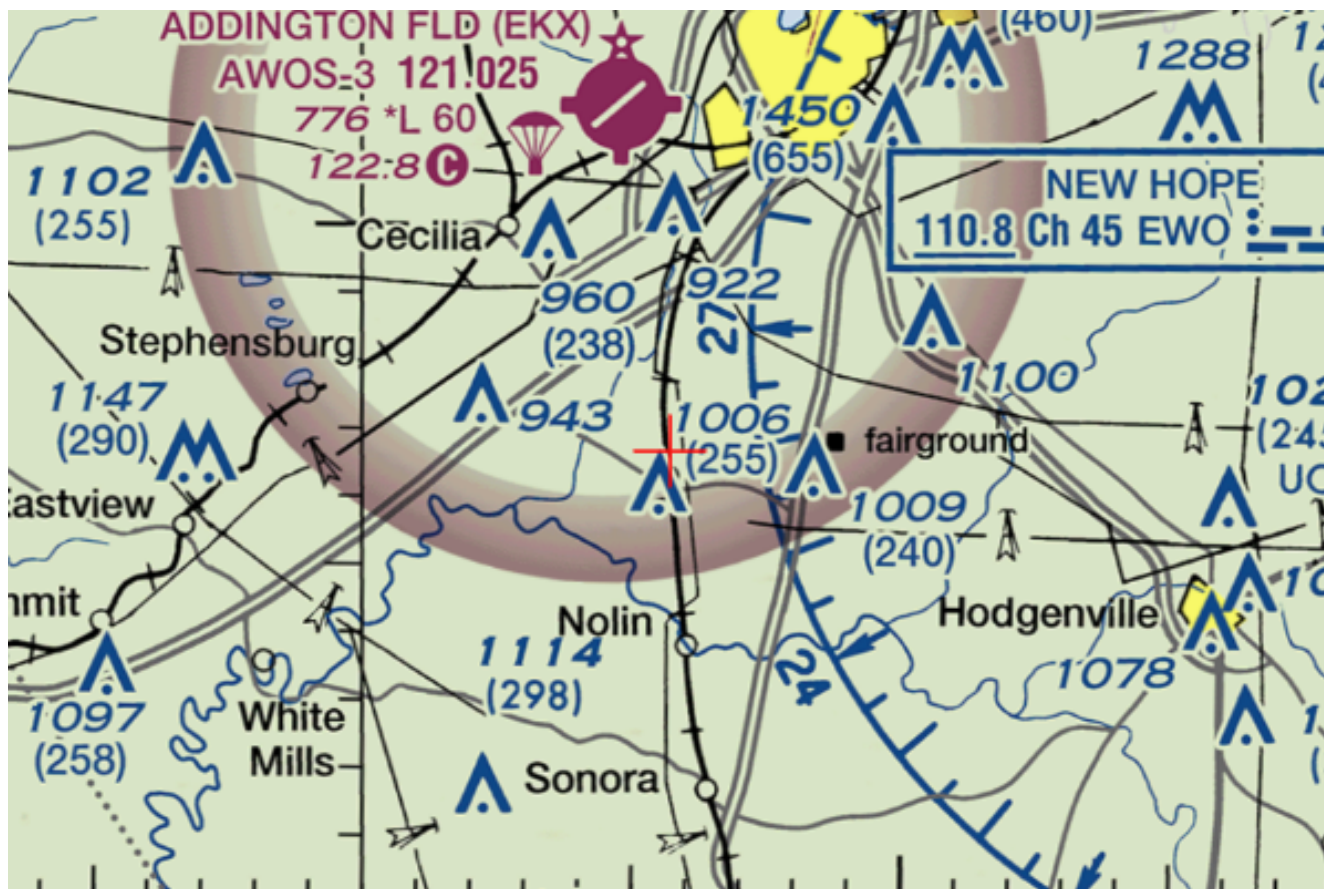 ADDINGTON FLD (EKX)
AWOS-3 121.025
776 *L 60
122.8 C
(460)
1288
1450
(655)
1102
(255)
NEW HOPE
110.8 Ch 45 EWO
Cecilia
960
(238)
922
27
Stephensburg
1100
1147
(290)
943
1006
(255)
fairground
1009
(240)
Nolin
Hodgenville
1114
(298)
24
1078
1097
(258)
White
Mills
Sonora